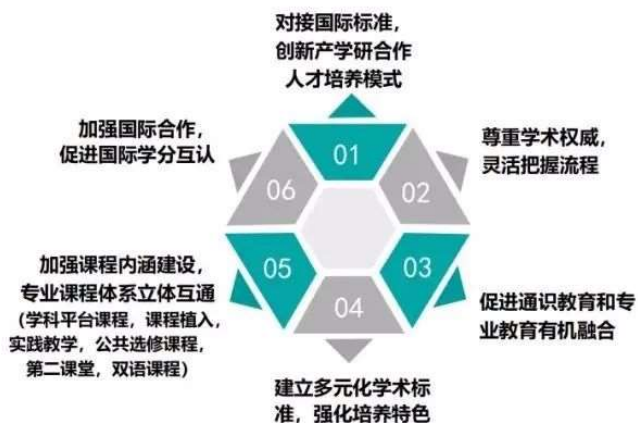 对接国际标准，
创新产学研合作
人才培养模式
01
尊重学术权威，
灵活把握流程
02
促进通识教育和专
业教育有机融合
03
建立多元化学术标
准，强化培养特色
04
加强课程内涵建设，
专业课程体系立体互通
（学科平台课程，课程植入，
实践教学，公共选修课程，
第二课堂，双语课程）
05
加强国际合作，
促进国际学分互认
06